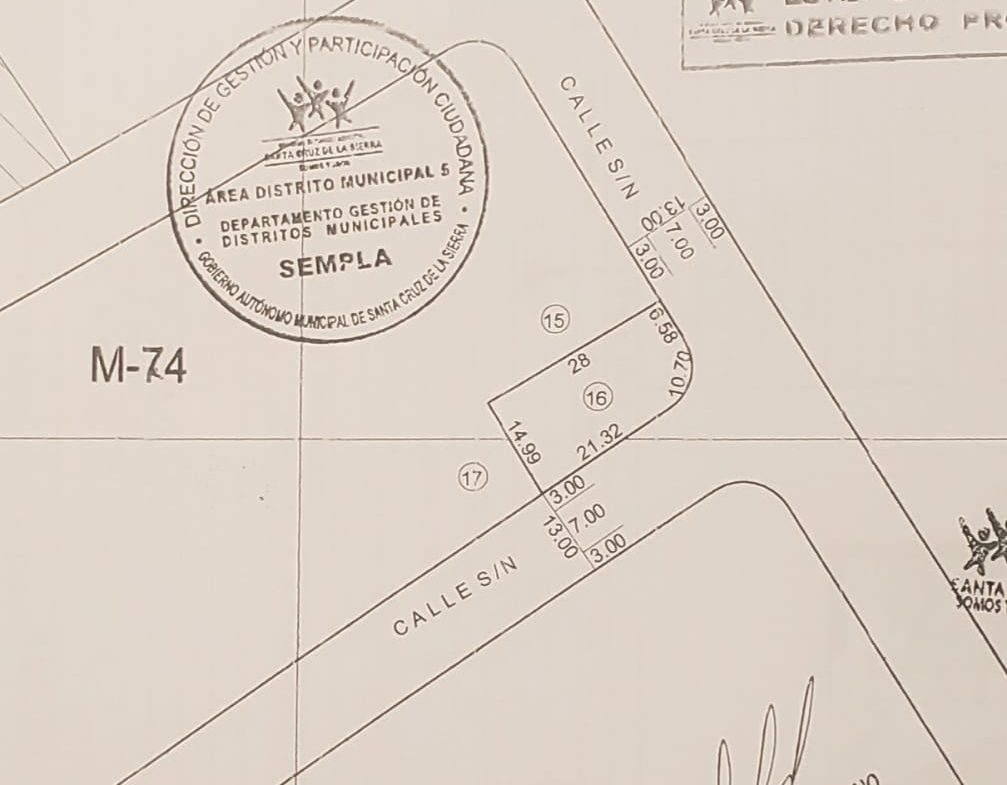 DERECHO
DIRECCIÓN DE GESTIÓN Y PARTICIPACIÓN CIUDADANA
SANTA CRUZ DE LA SIERRA
ÁREA DISTRITO MUNICIPAL 5
DEPARTAMENTO GESTIÓN DE
DISTRITOS MUNICIPALES
SEMPLA
GOBIERNO AUTÓNOMO MUNICIPAL DE SANTA CRUZ DE LA SIERRA
CALLE S/N
13.00
3.00
7.00
3.00
15
6.58
M-74
28
10.70
16
14.99
21.32
17
3.00
7.00
13.00
3.00
CALLE S/N
SANTA
SOMOS